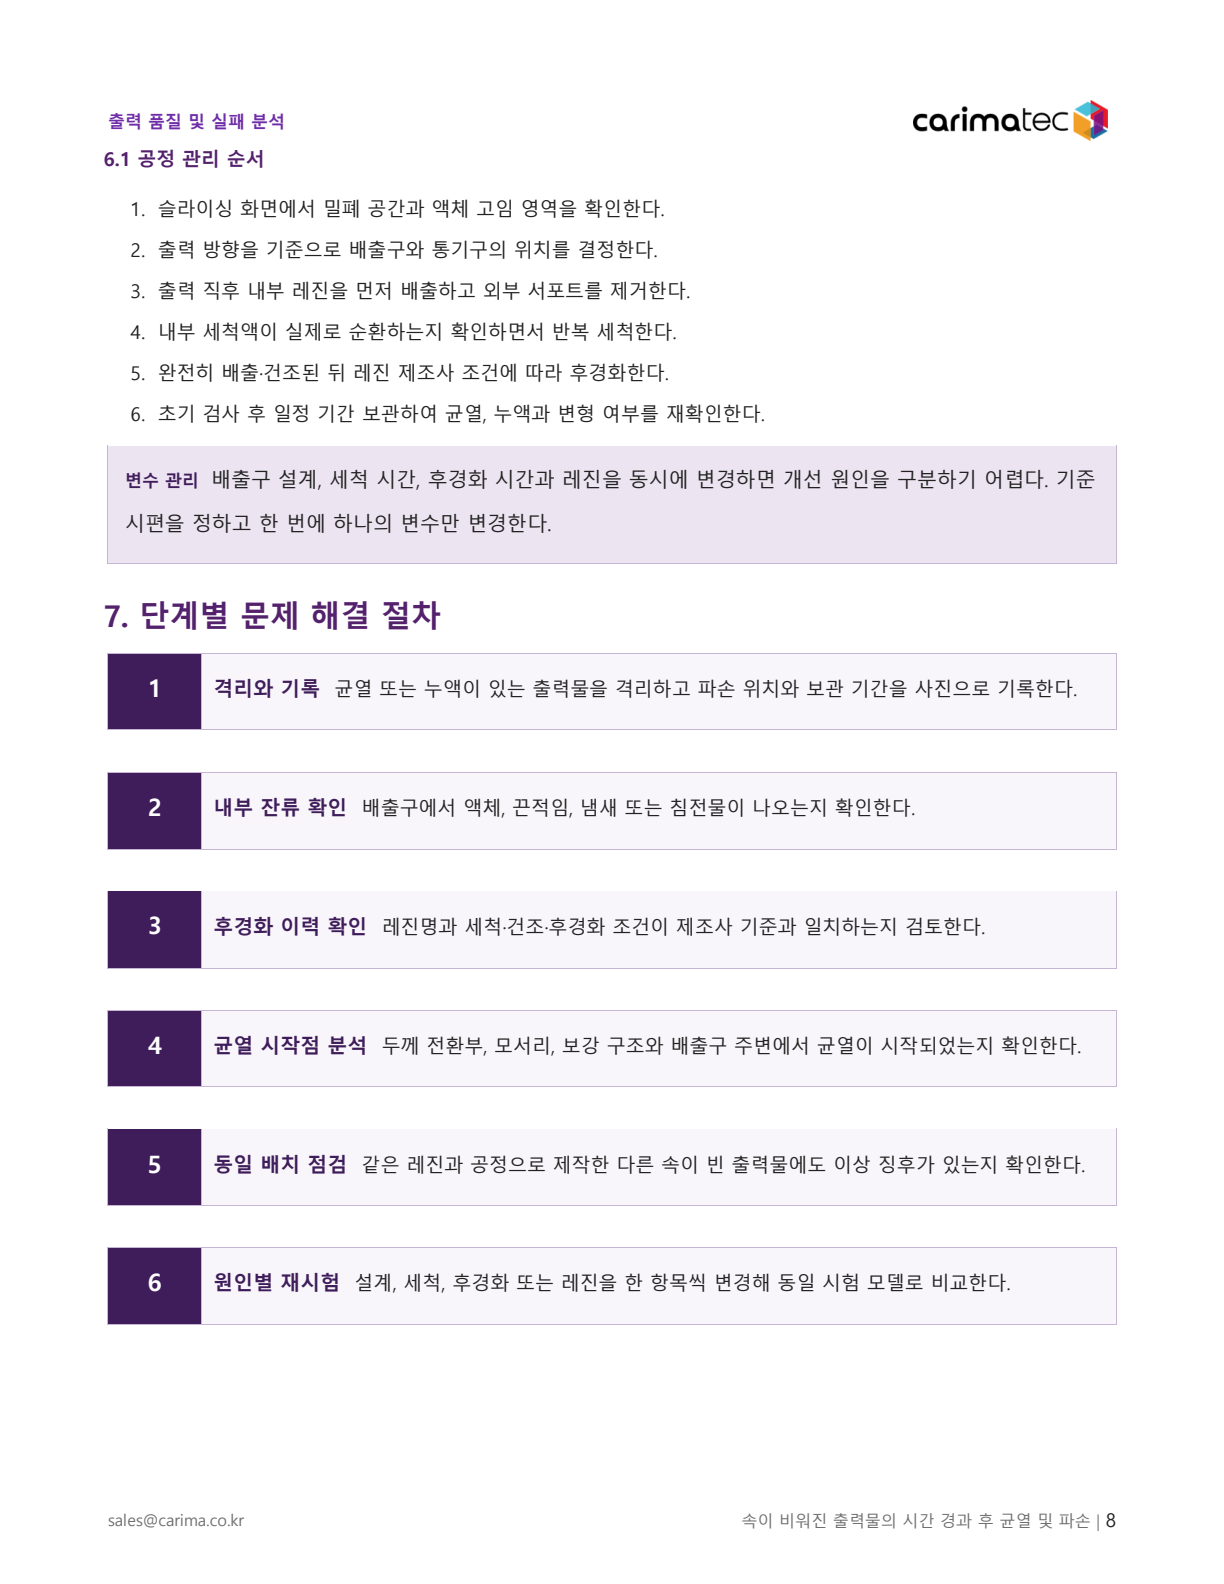 출력 품질 및 실패 분석
carimatec
6.1 공정 관리 순서
1. 슬라이싱 화면에서 밀폐 공간과 액체 고임 영역을 확인한다.
2. 출력 방향을 기준으로 배출구와 통기구의 위치를 결정한다.
3. 출력 직후 내부 레진을 먼저 배출하고 외부 서포트를 제거한다.
4. 내부 세척액이 실제로 순환하는지 확인하면서 반복 세척한다.
5. 완전히 배출·건조된 뒤 레진 제조사 조건에 따라 후경화한다.
6. 초기 검사 후 일정 기간 보관하여 균열, 누액과 변형 여부를 재확인한다.
변수 관리 배출구 설계, 세척 시간, 후경화 시간과 레진을 동시에 변경하면 개선 원인을 구분하기 어렵다. 기준
시편을 정하고 한 번에 하나의 변수만 변경한다.
7. 단계별 문제 해결 절차
1 격리와 기록 균열 또는 누액이 있는 출력물을 격리하고 파손 위치와 보관 기간을 사진으로 기록한다.
2 내부 잔류 확인 배출구에서 액체, 끈적임, 냄새 또는 침전물이 나오는지 확인한다.
3 후경화 이력 확인 레진명과 세척·건조·후경화 조건이 제조사 기준과 일치하는지 검토한다.
4 균열 시작점 분석 두께 전환부, 모서리, 보강 구조와 배출구 주변에서 균열이 시작되었는지 확인한다.
5 동일 배치 점검 같은 레진과 공정으로 제작한 다른 속이 빈 출력물에도 이상 징후가 있는지 확인한다.
6 원인별 재시험 설계, 세척, 후경화 또는 레진을 한 항목씩 변경해 동일 시험 모델로 비교한다.
sales@carima.co.kr
속이 비워진 출력물의 시간 경과 후 균열 및 파손 | 8